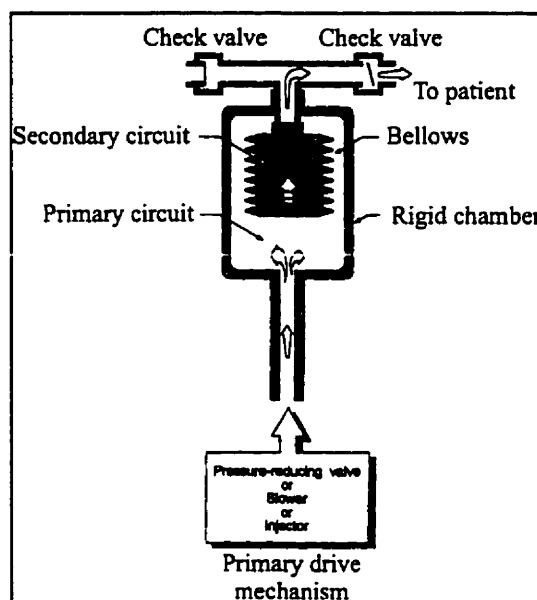 Check valve
Check valve
To patient
Secondary circuit
Bellows
Primary circuit
Rigid chamber
Pressure-reducing valve
or
Blower
or
Injector
Primary drive
mechanism